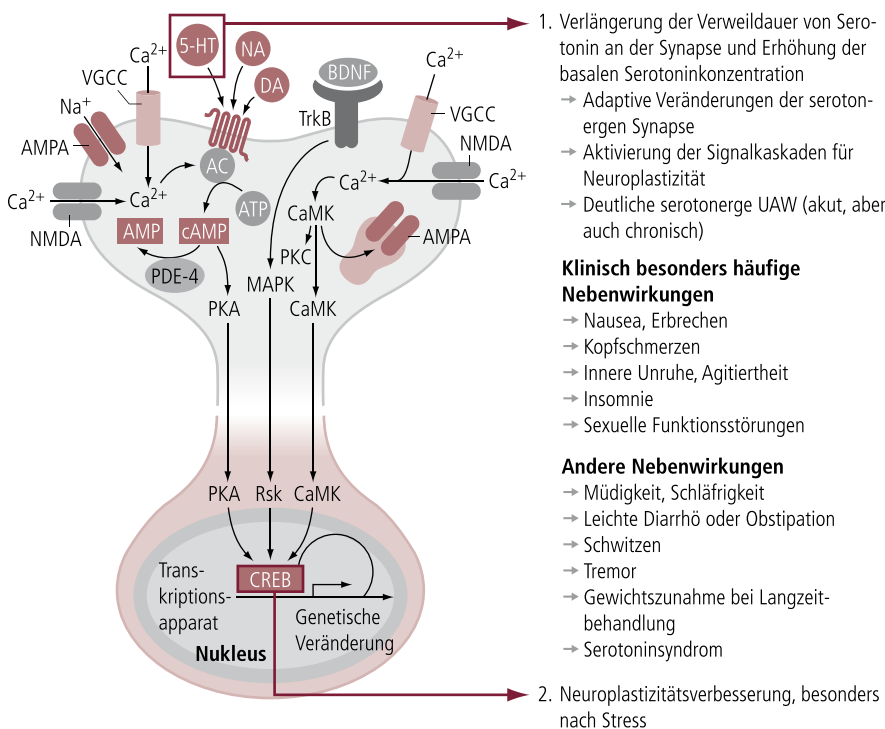 5-HT
NA
DA
Ca2+
VGCC
Na+
AMPA
Ca2+
NMDA
Ca2+
AC
ATP
AMP
cAMP
PDE-4
PKA
BDNF
TrkB
Ca2+
VGCC
NMDA
Ca2+
Ca2+
CaMK
PKC
AMPA
MAPK
CaMK
PKA
Rsk
CaMK
CREB
Trans-
kriptions-
apparat
Genetische
Veränderung
Nukleus
1. Verlängerung der Verweildauer von Sero-
tonin an der Synapse und Erhöhung der
basalen Serotoninkonzentration
→ Adaptive Veränderungen der seroton-
ergen Synapse
→ Aktivierung der Signalkaskaden für
Neuroplastizität
→ Deutliche serotonerge UAW (akut, aber
auch chronisch)
Klinisch besonders häufige
Nebenwirkungen
→ Nausea, Erbrechen
→ Kopfschmerzen
→ Innere Unruhe, Agitiertheit
→ Insomnie
→ Sexuelle Funktionsstörungen
Andere Nebenwirkungen
→ Müdigkeit, Schläfrigkeit
→ Leichte Diarrhö oder Obstipation
→ Schwitzen
→ Tremor
→ Gewichtszunahme bei Langzeit-
behandlung
→ Serotoninsyndrom
2. Neuroplastizitätsverbesserung, besonders
nach Stress